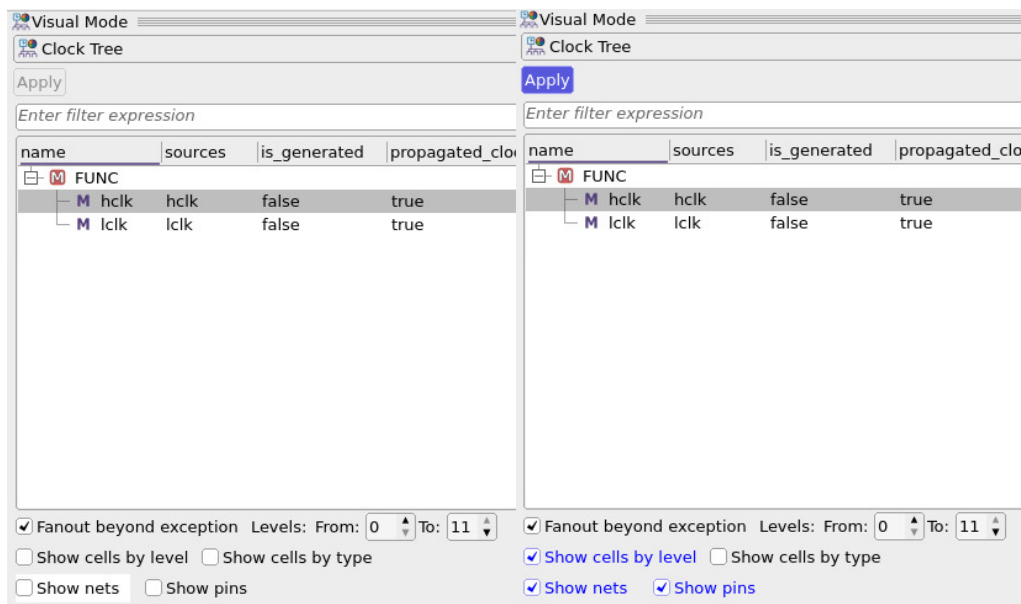 Visual Mode
Clock Tree
Apply
Enter filter expression
name sources is_generated propagated_clo
FUNC
M hclk hclk false true
M lclk lclk false true
Fanout beyond exception Levels: From: 0 To: 11
Show cells by level Show cells by type
Show nets Show pins
Visual Mode
Clock Tree
Apply
Enter filter expression
name sources is_generated propagated_clo
FUNC
M hclk hclk false true
M lclk lclk false true
Fanout beyond exception Levels: From: 0 To: 11
Show cells by level Show cells by type
Show nets Show pins